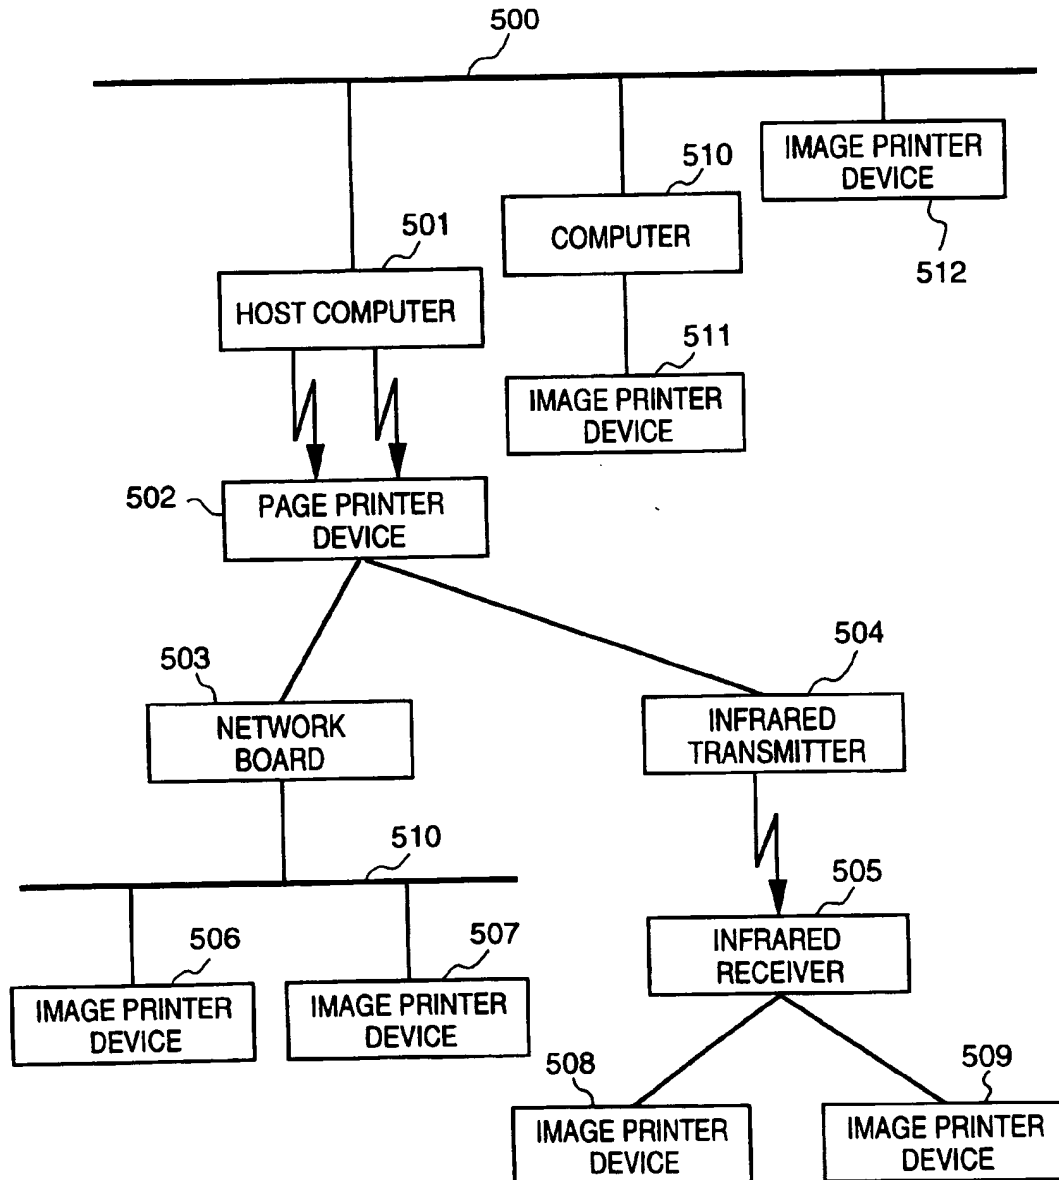 500
IMAGE PRINTER
DEVICE
512
510
COMPUTER
501
HOST COMPUTER
511
IMAGE PRINTER
DEVICE
502
PAGE PRINTER
DEVICE
503
NETWORK
BOARD
504
INFRARED
TRANSMITTER
510
505
INFRARED
RECEIVER
506
IMAGE PRINTER
DEVICE
507
IMAGE PRINTER
DEVICE
508
IMAGE PRINTER
DEVICE
509
IMAGE PRINTER
DEVICE